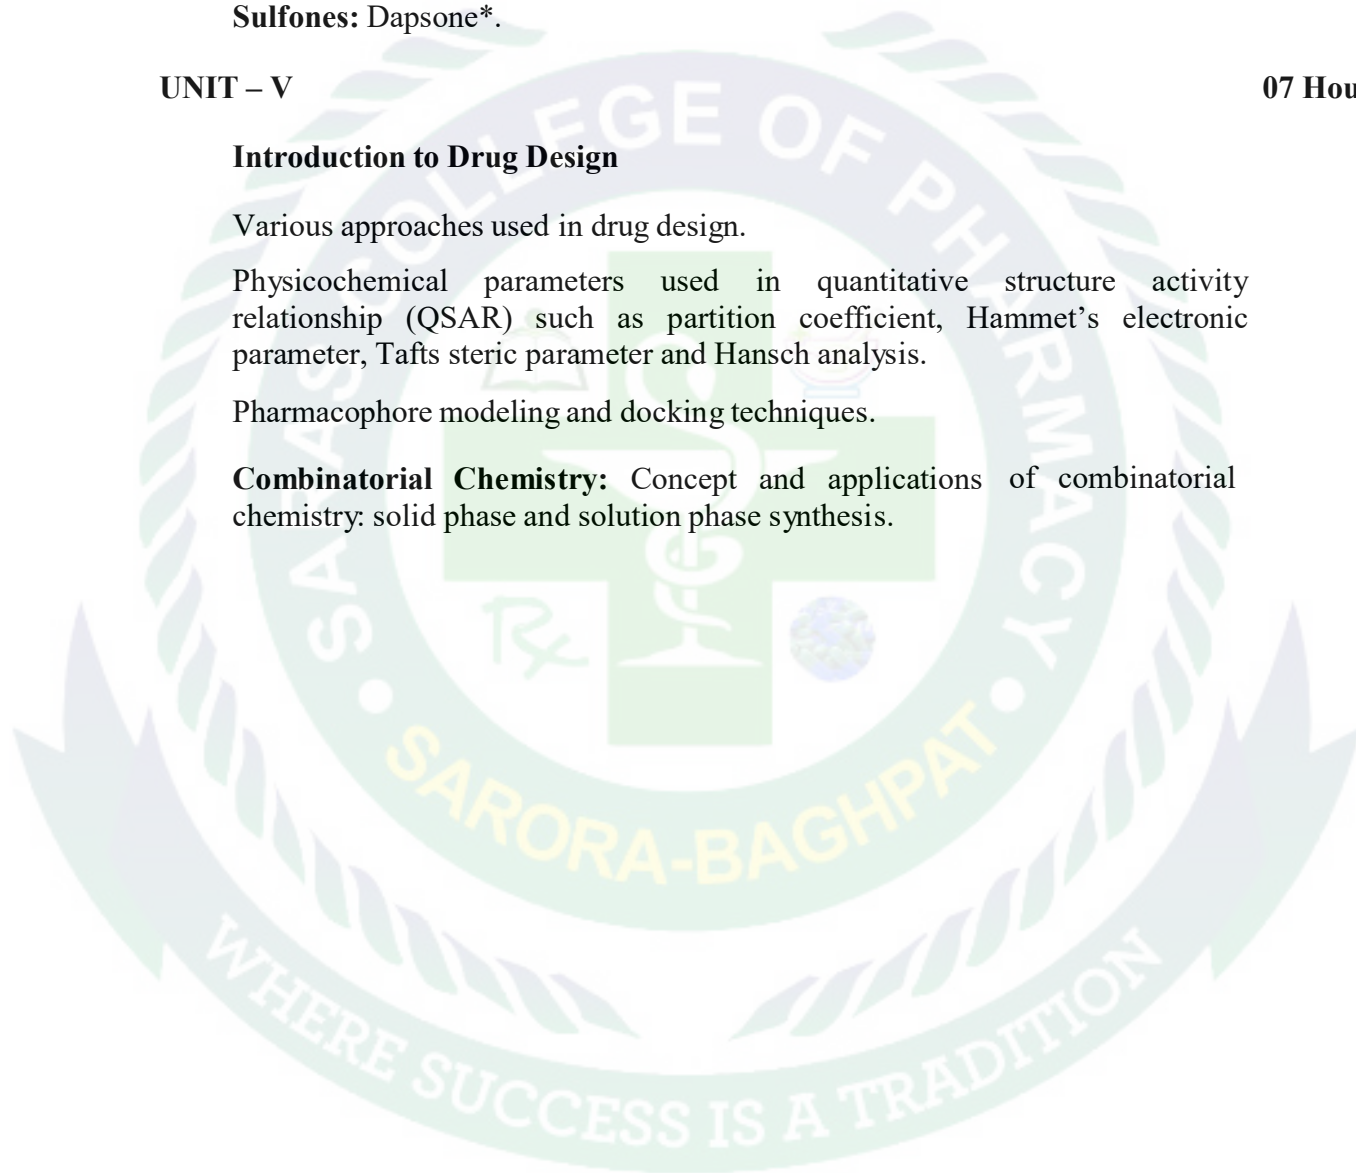 Sulfones: Dapsone*.
UNIT – V 07 Hou
Introduction to Drug Design
Various approaches used in drug design.
Physicochemical parameters used in quantitative structure activity
relationship (QSAR) such as partition coefficient, Hammet’s electronic
parameter, Tafts steric parameter and Hansch analysis.
Pharmacophore modeling and docking techniques.
Combinatorial Chemistry: Concept and applications of combinatorial
chemistry: solid phase and solution phase synthesis.
SARAS COLLEGE OF PHARMACY
SARORA-BAGHPAT
Rx
WHERE SUCCESS IS A TRADITION